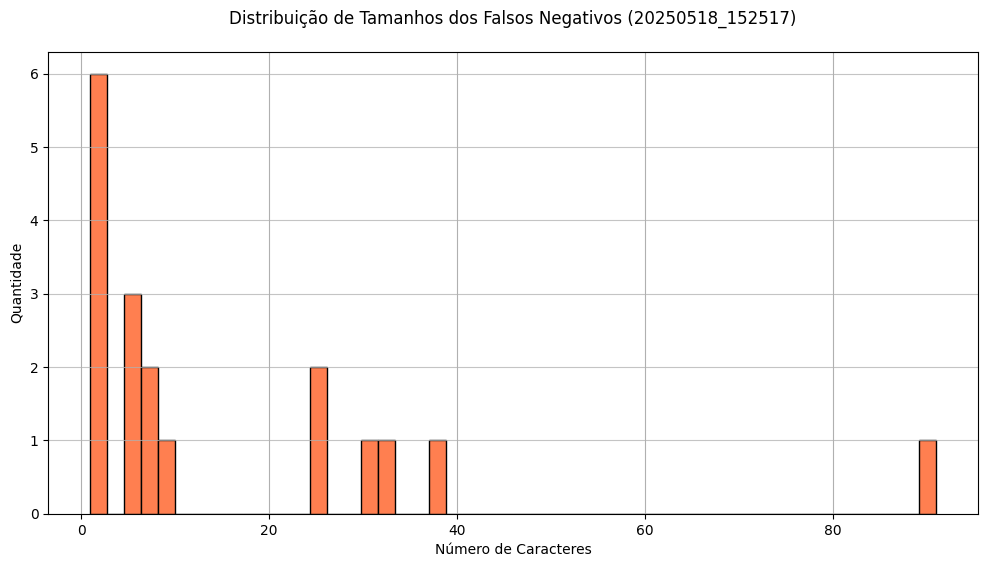 Distribuição de Tamanhos dos Falsos Negativos (20250518_152517)
6
5
4
3
2
1
0
Quantidade
0 20 40 60 80
Número de Caracteres